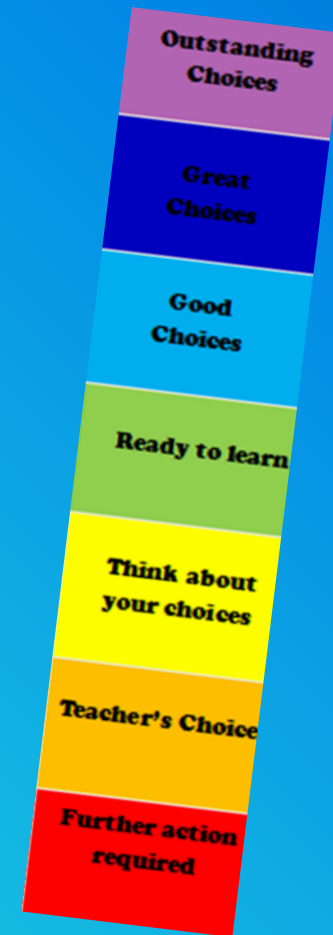 Outstanding
Choices
Great
Choices
Good
Choices
Ready to learn
Think about
your choices
Teacher's Choice
Further action
required